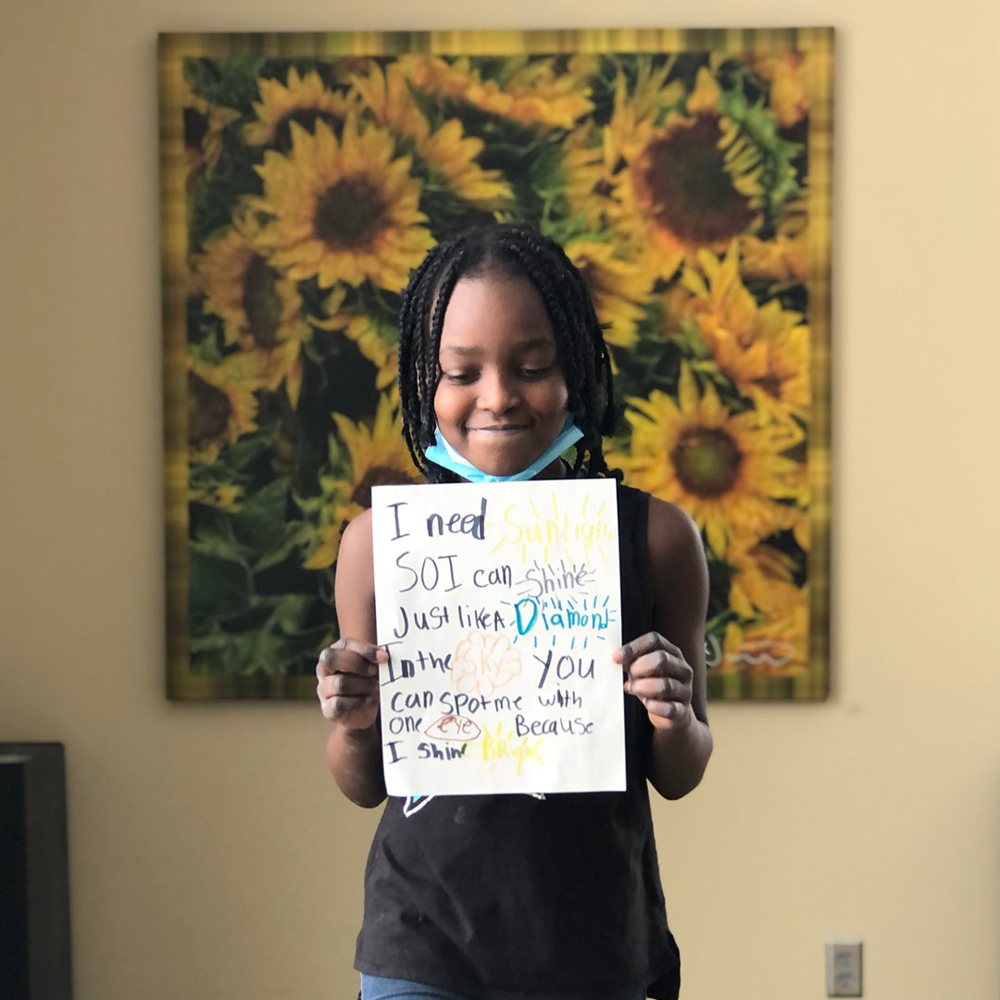 I need Sunligth
SO I can Shine
Just like A Diamond
In the SKY You
can spot me with
one eye Because
I shine Bright